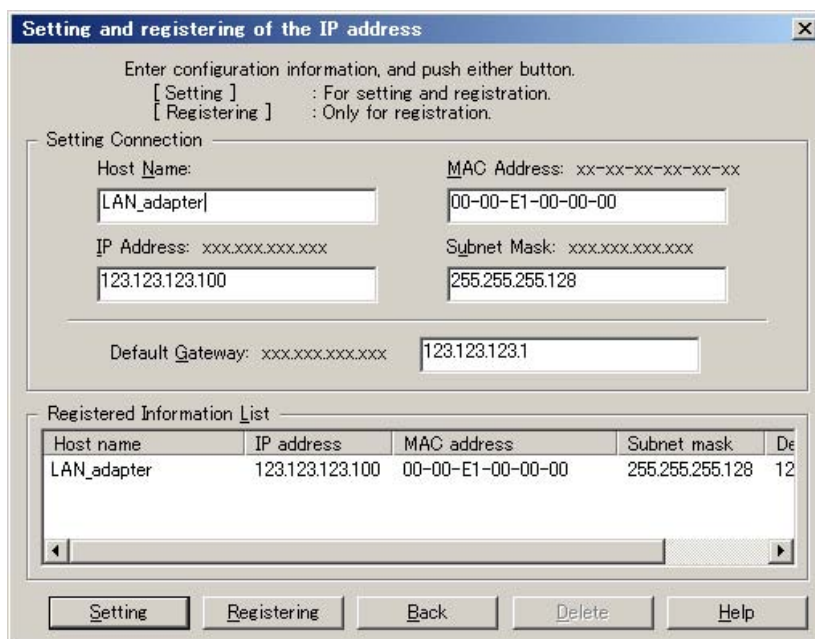 Setting and registering of the IP address
Enter configuration information, and push either button.
[ Setting ] : For setting and registration.
[ Registering ] : Only for registration.
Setting Connection
Host Name: MAC Address: xx-xx-xx-xx-xx-xx
LAN_adapter 00-00-E1-00-00-00
IP Address: xxx.xxx.xxx.xxx Subnet Mask: xxx.xxx.xxx.xxx
123.123.123.100 255.255.255.128
Default Gateway: xxx.xxx.xxx.xxx 123.123.123.1
Registered Information List
Host name IP address MAC address Subnet mask De
LAN_adapter 123.123.123.100 00-00-E1-00-00-00 255.255.255.128 12
Setting Registering Back Delete Help